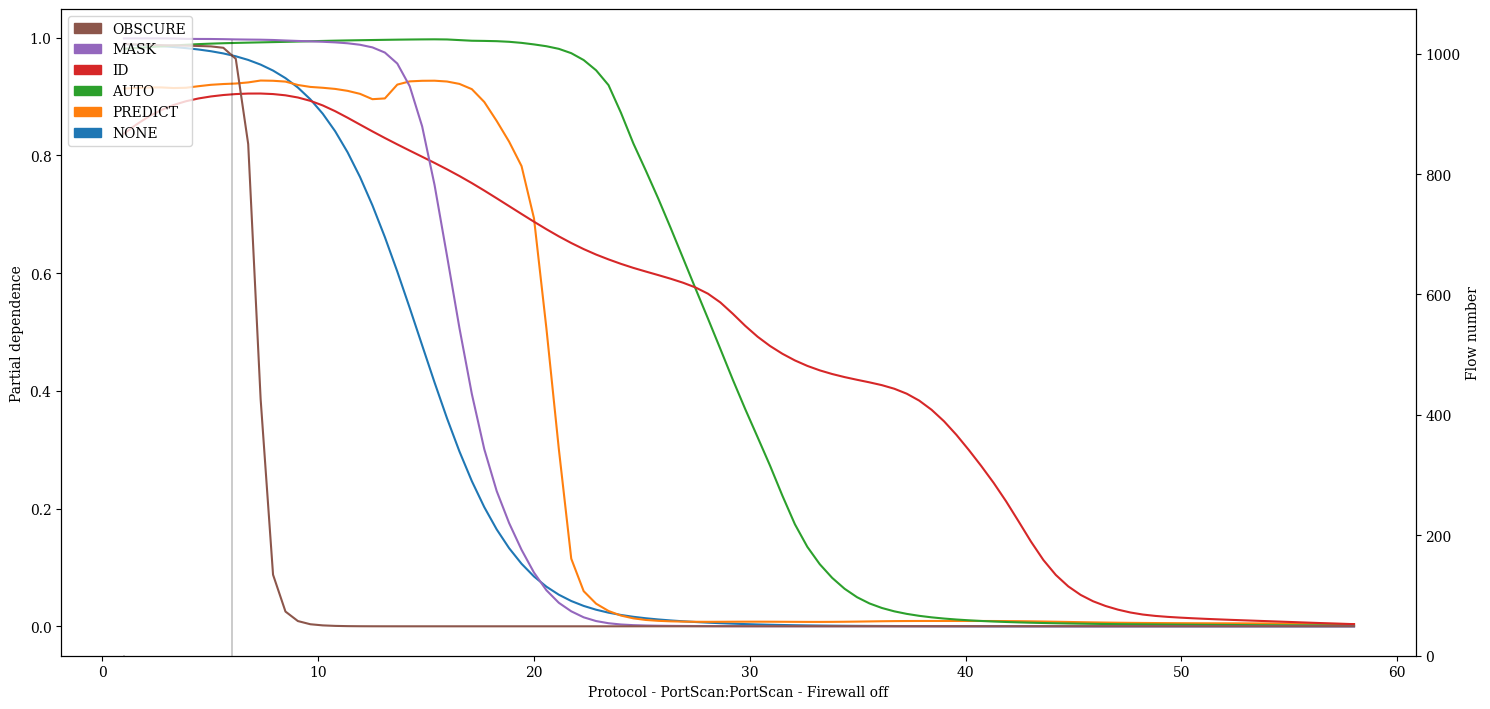 OBSCURE
MASK
ID
AUTO
PREDICT
NONE
1.0
0.8
0.6
0.4
0.2
0.0
Partial dependence
1000
800
600
400
200
0
Flow number
0 10 20 30 40 50 60
Protocol - PortScan:PortScan - Firewall off